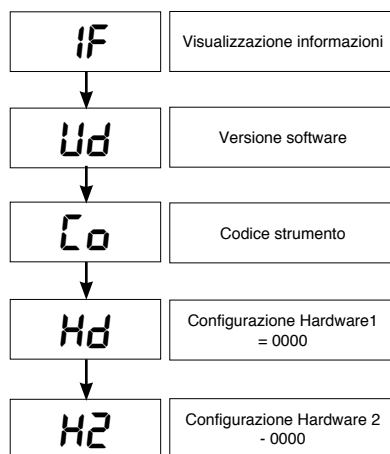 IF
Visualizzazione informazioni
Ud
Versione software
Co
Codice strumento
Hd
Configurazione Hardware1
= 0000
H2
Configurazione Hardware 2
- 0000